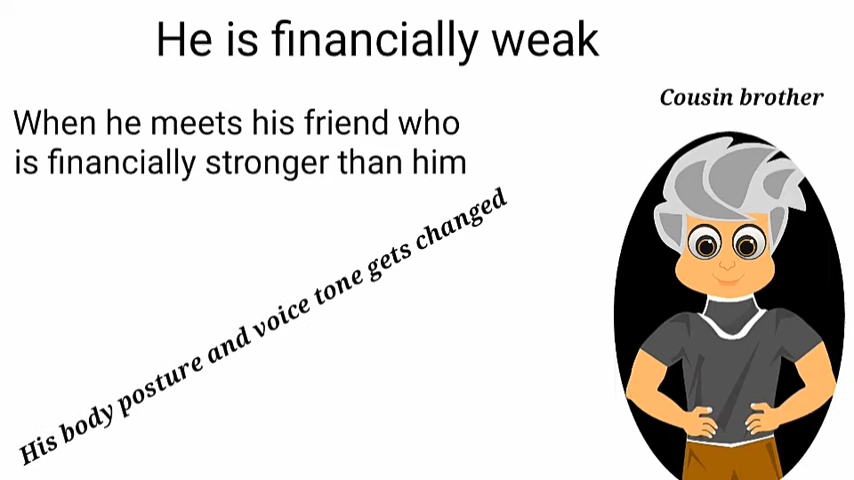 He is financially weak
Cousin brother
When he meets his friend who
is financially stronger than him
His body posture and voice tone gets changed